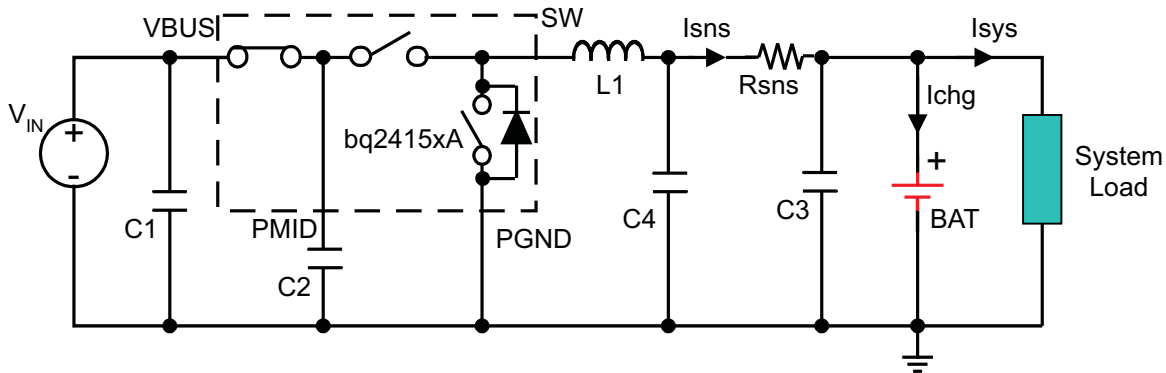 VBUS
SW
Isns
Isys
V IN
+
-
L1
Rsns
Ichg
bq2415xA
+
System
Load
C1
PMID
PGND
C4
C3
BAT
C2